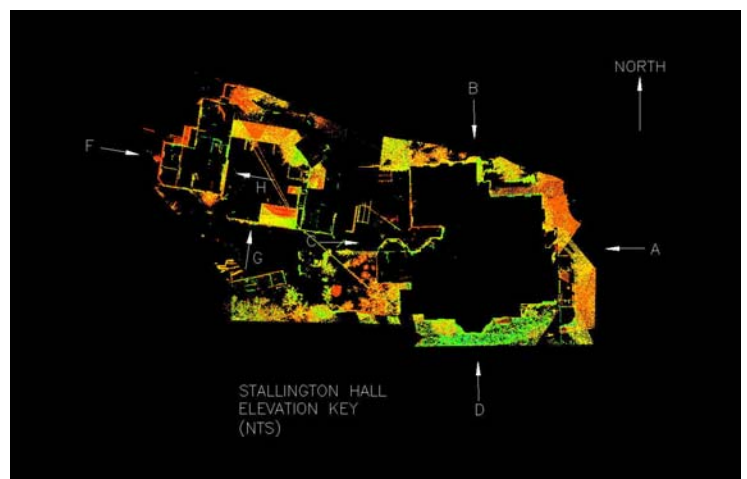 NORTH
B
F
H
C
A
G
STALLINGTON HALL
ELEVATION KEY
(NTS)
D